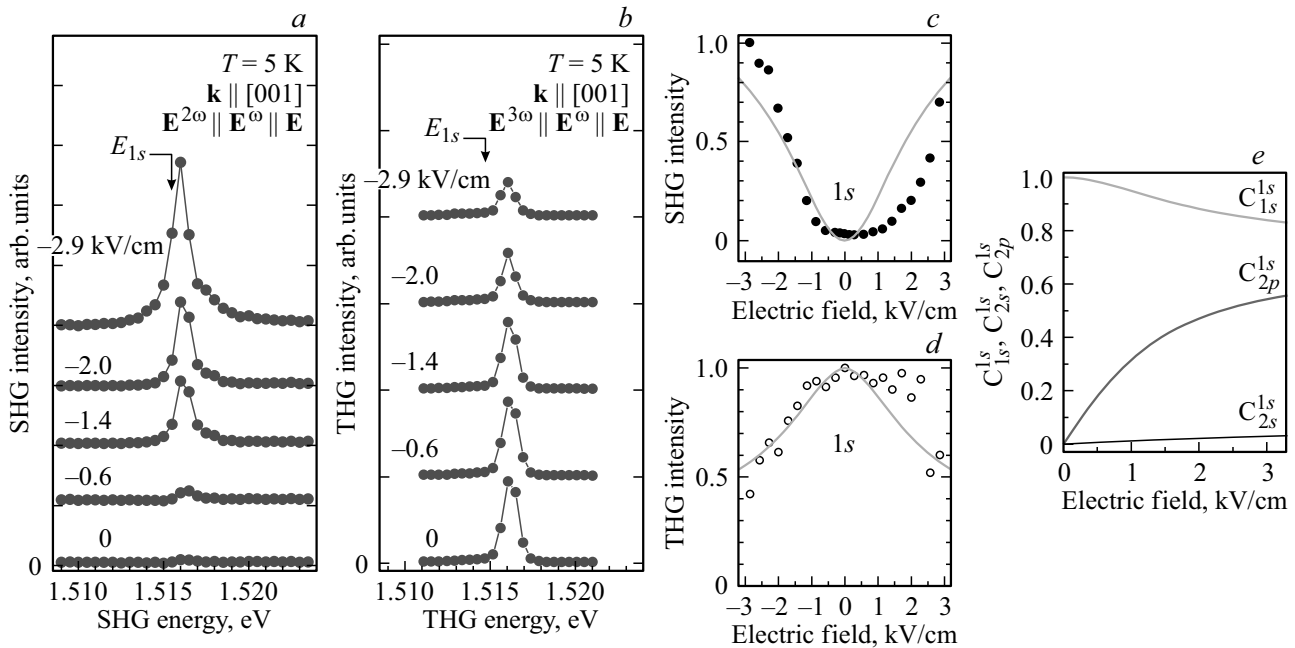 a
T = 5 K
k || [001]
E^2ω || E^ω || E
E_1s
−2.9 kV/cm
−2.0
−1.4
−0.6
0
0
1.510
1.515
1.520
SHG energy, eV
SHG intensity, arb. units
b
T = 5 K
k || [001]
E^3ω || E^ω || E
E_1s
−2.9 kV/cm
−2.0
−1.4
−0.6
0
0
1.510
1.515
1.520
THG energy, eV
THG intensity, arb. units
c
1.0
0.5
0
1s
−3 −2 −1 0 1 2 3
Electric field, kV/cm
SHG intensity
d
1.0
0.5
0
1s
−3 −2 −1 0 1 2 3
Electric field, kV/cm
THG intensity
e
1.0
0.8
0.6
0.4
0.2
0
C^1s_1s
C^1s_2p
C^1s_2s
0 1 2 3
Electric field, kV/cm
C^1s_1s, C^1s_2s, C^1s_2p